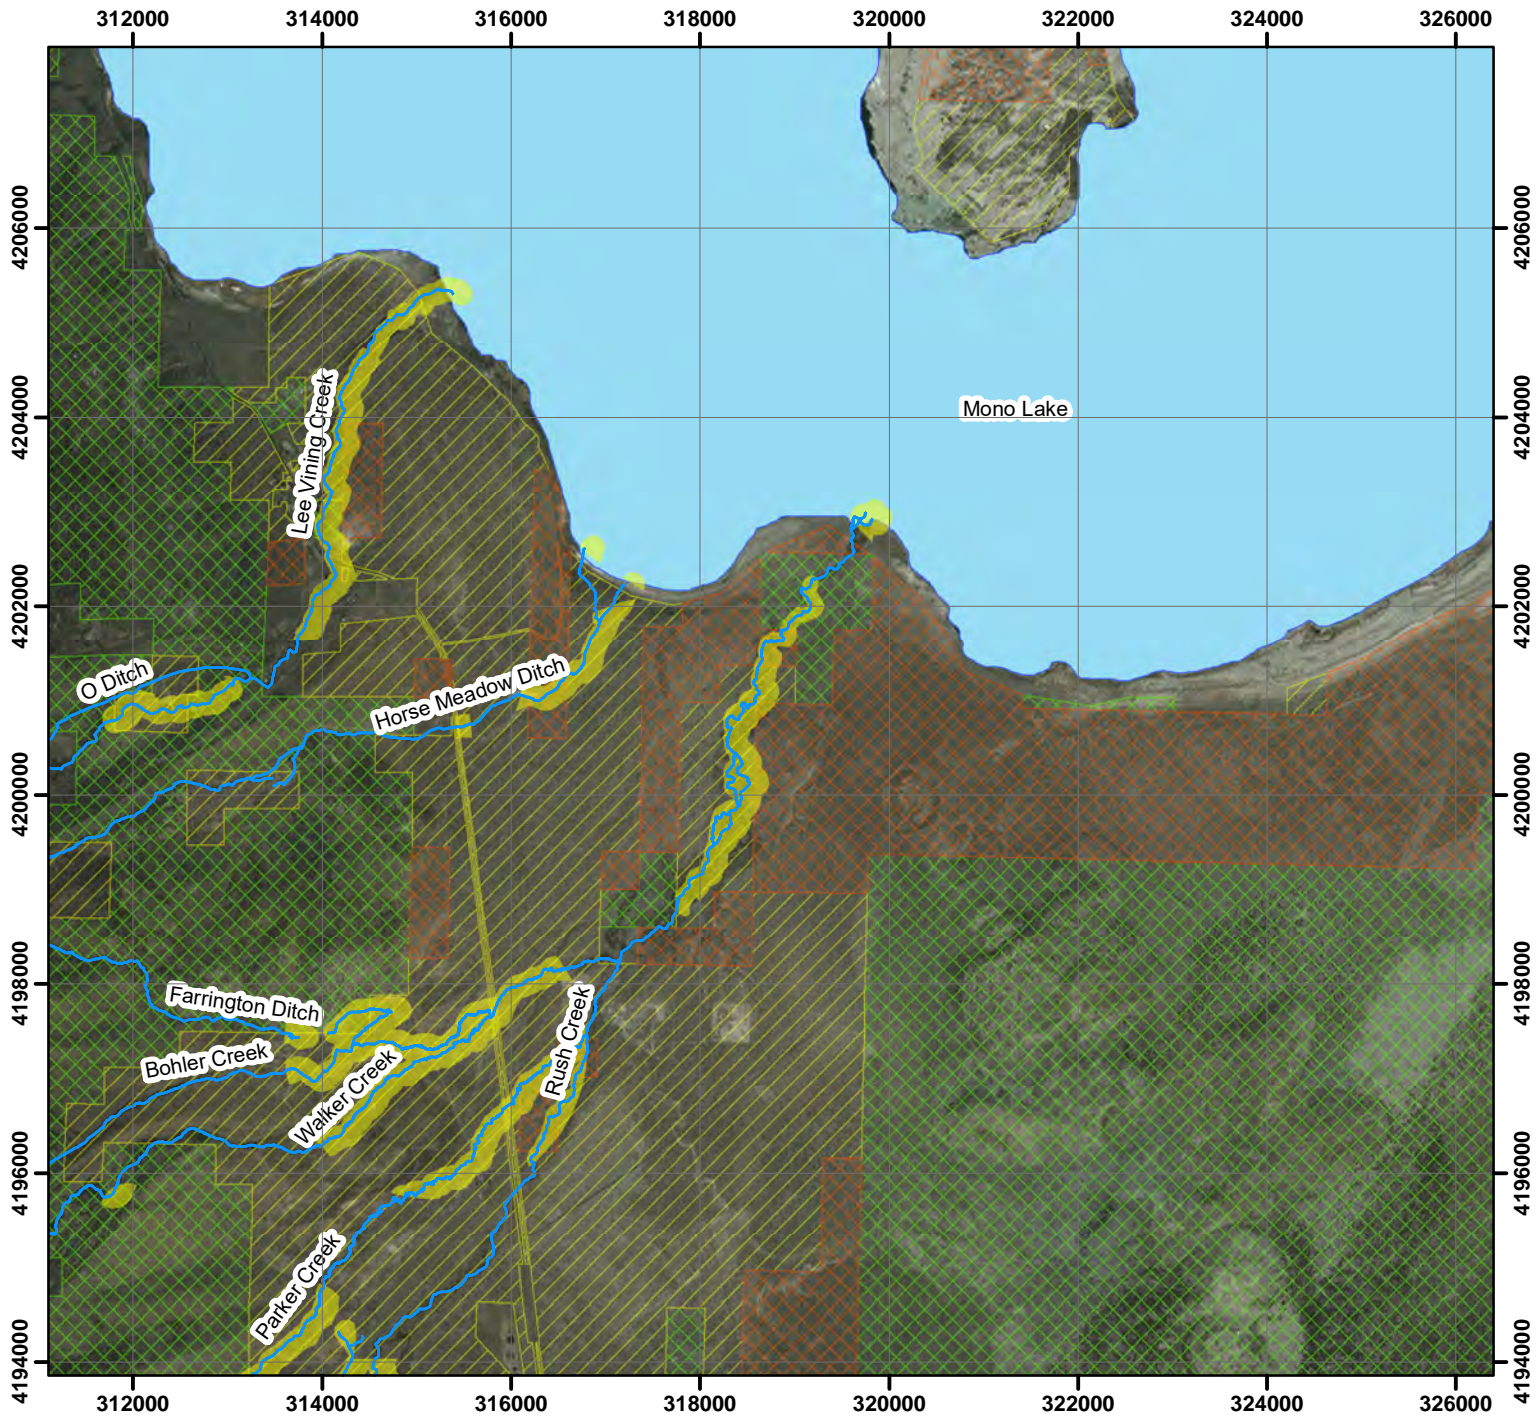 312000 314000 316000 318000 320000 322000 324000 326000
4206000 4206000
Lee Vining Creek
Mono Lake
4204000 4204000
4202000 4202000
O Ditch
Horse Meadow Ditch
4200000 4200000
4198000 4198000
Farrington Ditch
Bohler Creek
Walker Creek
Rush Creek
4196000 4196000
Parker Creek
4194000 4194000
312000 314000 316000 318000 320000 322000 324000 326000